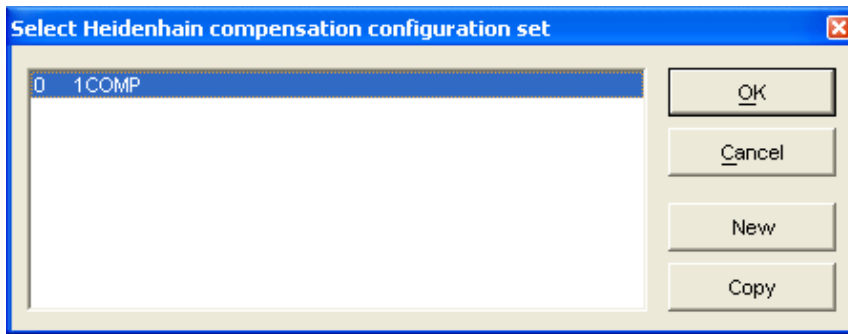 Select Heidenhain compensation configuration set
0 1COMP
OK
Cancel
New
Copy